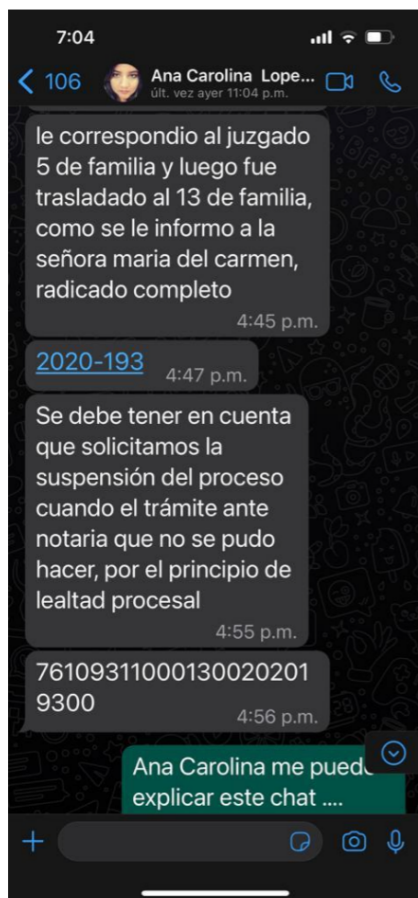 7:04
106
Ana Carolina Lope...
últ. vez ayer 11:04 p.m.
le correspondio al juzgado
5 de familia y luego fue
trasladado al 13 de familia,
como se le informo a la
señora maria del carmen,
radicado completo
4:45 p.m.
2020-193
4:47 p.m.
Se debe tener en cuenta
que solicitamos la
suspensión del proceso
cuando el trámite ante
notaria que no se pudo
hacer, por el principio de
lealtad procesal
4:55 p.m.
76109311000130020201
9300
4:56 p.m.
Ana Carolina me puede
explicar este chat ....